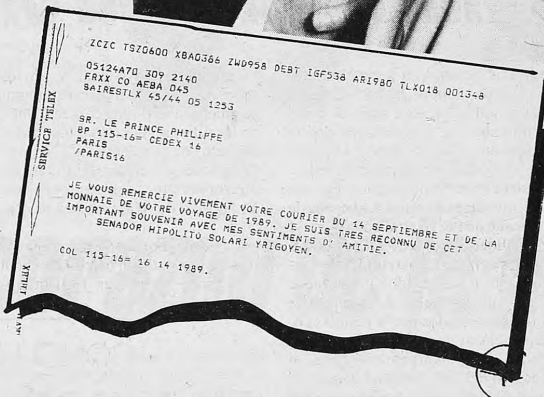 ZCZC TSZ0600 XBA0366 ZWD958 DEBT IGF538 ARI980 TLX018 001348
05124A70 309 2140
FRXX CO AEBA 045
BAIRESTLX 45/44 05 1253
SR. LE PRINCE PHILIPPE
BP 115-16= CEDEX 16
PARIS
/PARIS16
JE VOUS REMERCIE VIVEMENT VOTRE COURIER DU 14 SEPTIEMBRE ET DE LA
MONNAIE DE VOTRE VOYAGE DE 1989. JE SUIS TRES RECONNU DE CET
IMPORTANT SOUVENIR AVEC MES SENTIMENTS D' AMITIE.
SENADOR HIPOLITO SOLARI YRIGOYEN.
COL 115-16= 16 14 1989.
SERVICE TELEX
TELEX